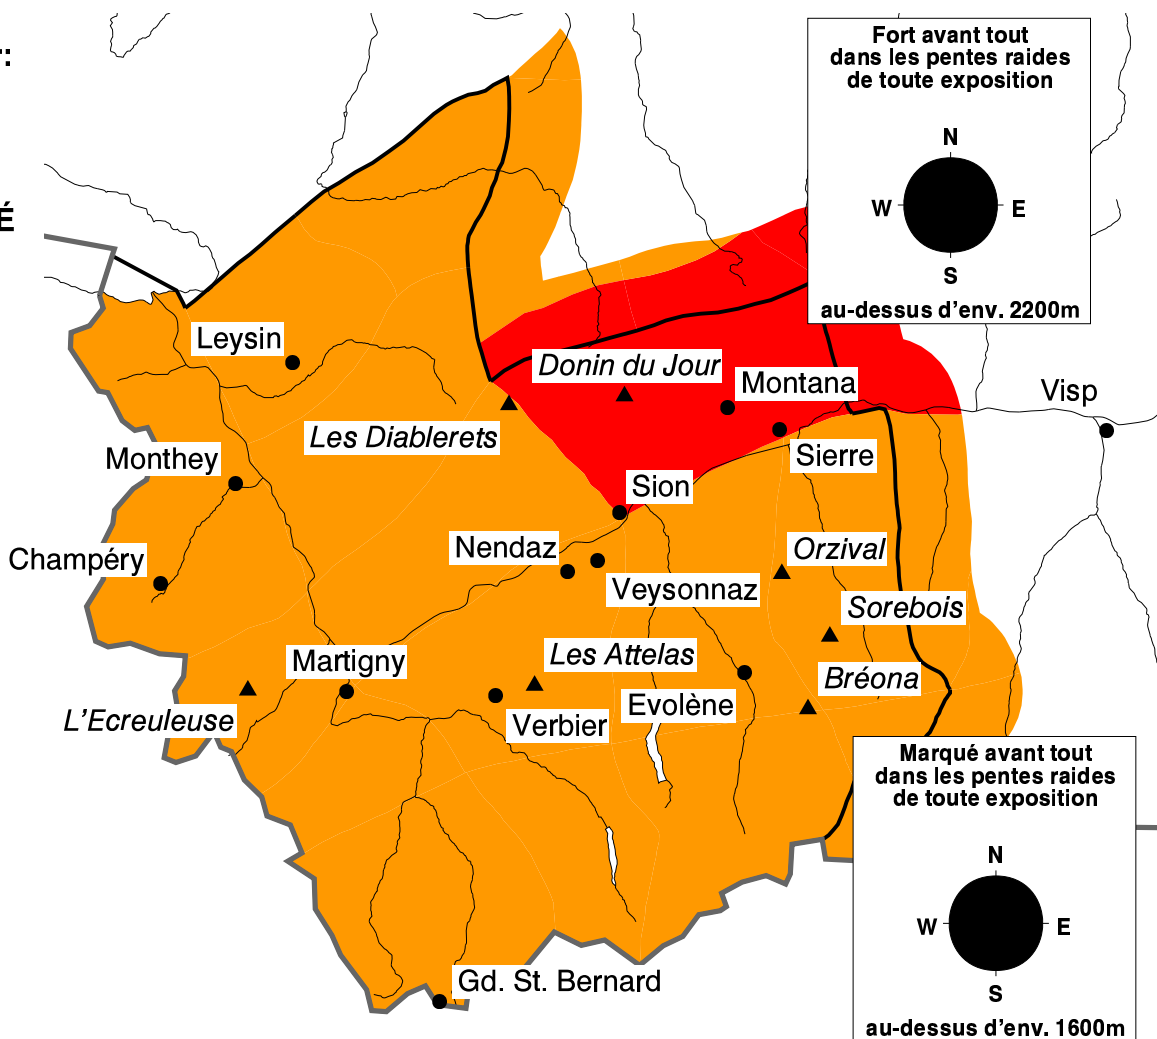 r:
É
Fort avant tout
dans les pentes raides
de toute exposition
N
W
E
S
au-dessus d'env. 2200m
Leysin
Donin du Jour
Montana
Visp
Les Diablerets
Monthey
Sierre
Sion
Champéry
Nendaz
Orzival
Veysonnaz
Sorebois
Martigny
Les Attelas
Bréona
L'Ecreuleuse
Verbier
Evolène
Marqué avant tout
dans les pentes raides
de toute exposition
N
W
E
S
au-dessus d'env. 1600m
Gd. St. Bernard